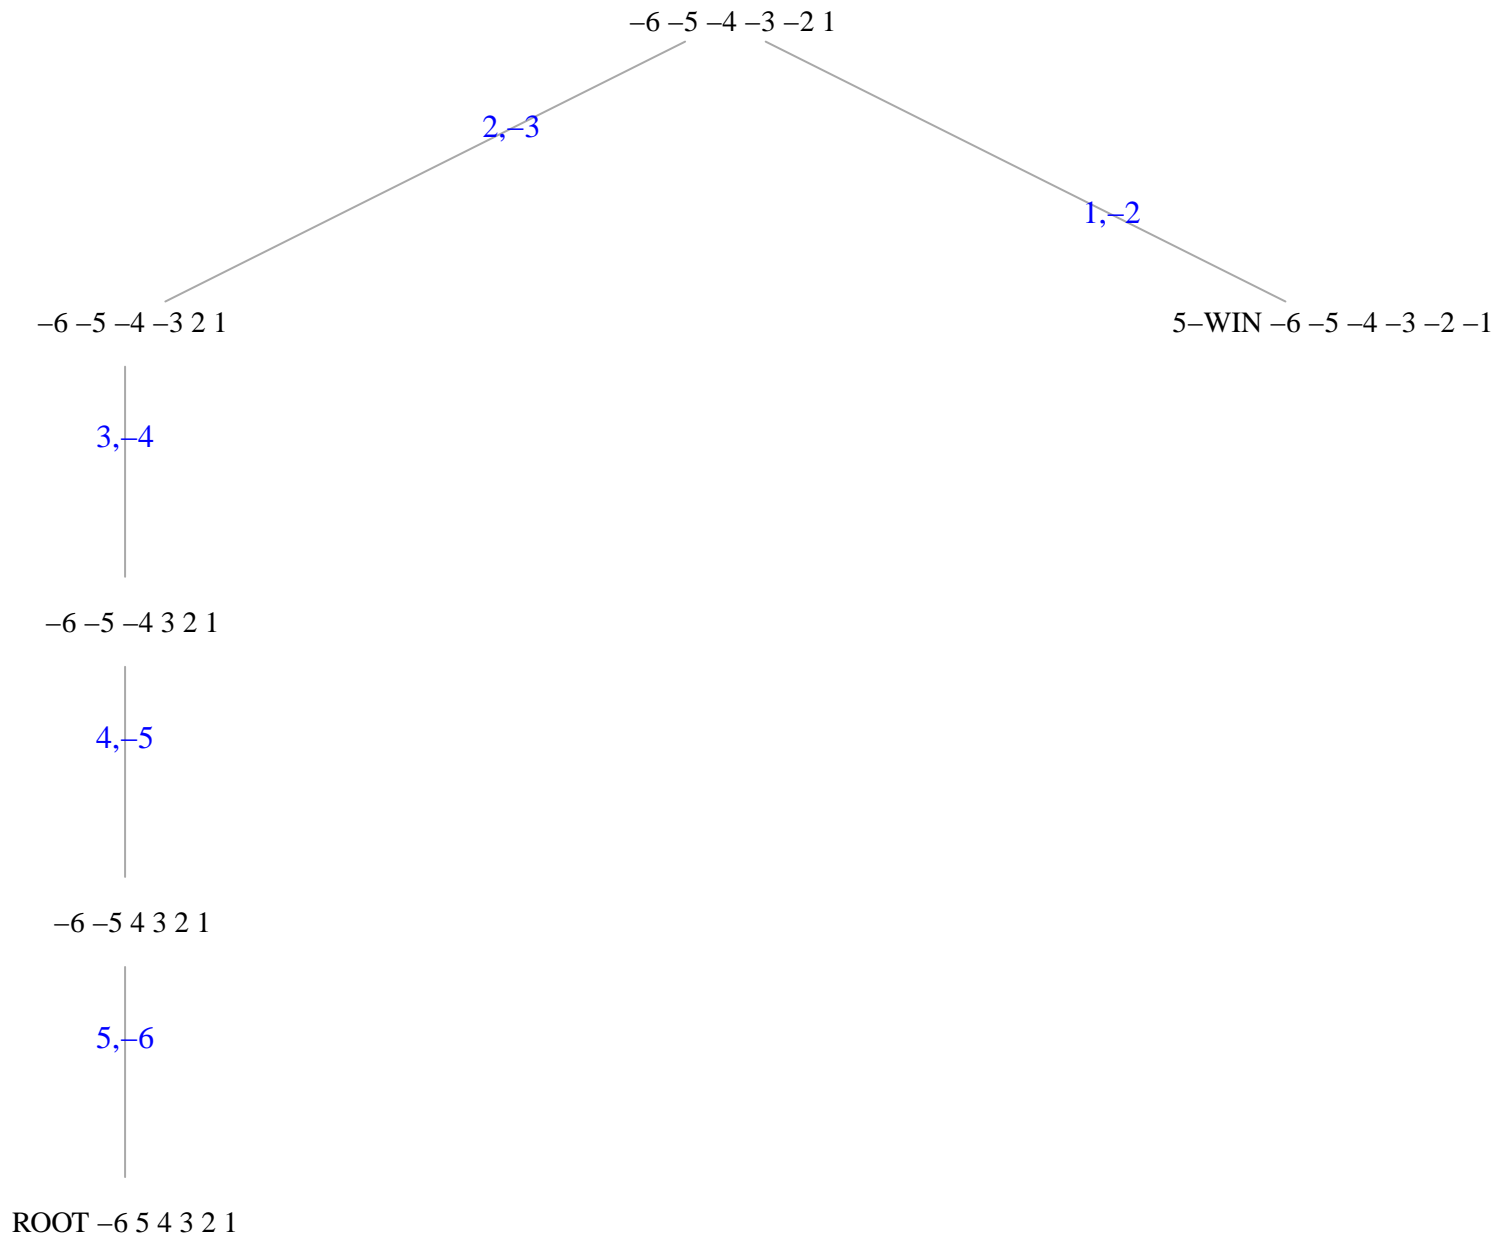 –6 –5 –4 –3 –2 1
2,–3
1,–2
–6 –5 –4 –3 2 1
5–WIN –6 –5 –4 –3 –2 –1
3,–4
–6 –5 –4 3 2 1
4,–5
–6 –5 4 3 2 1
5,–6
ROOT –6 5 4 3 2 1